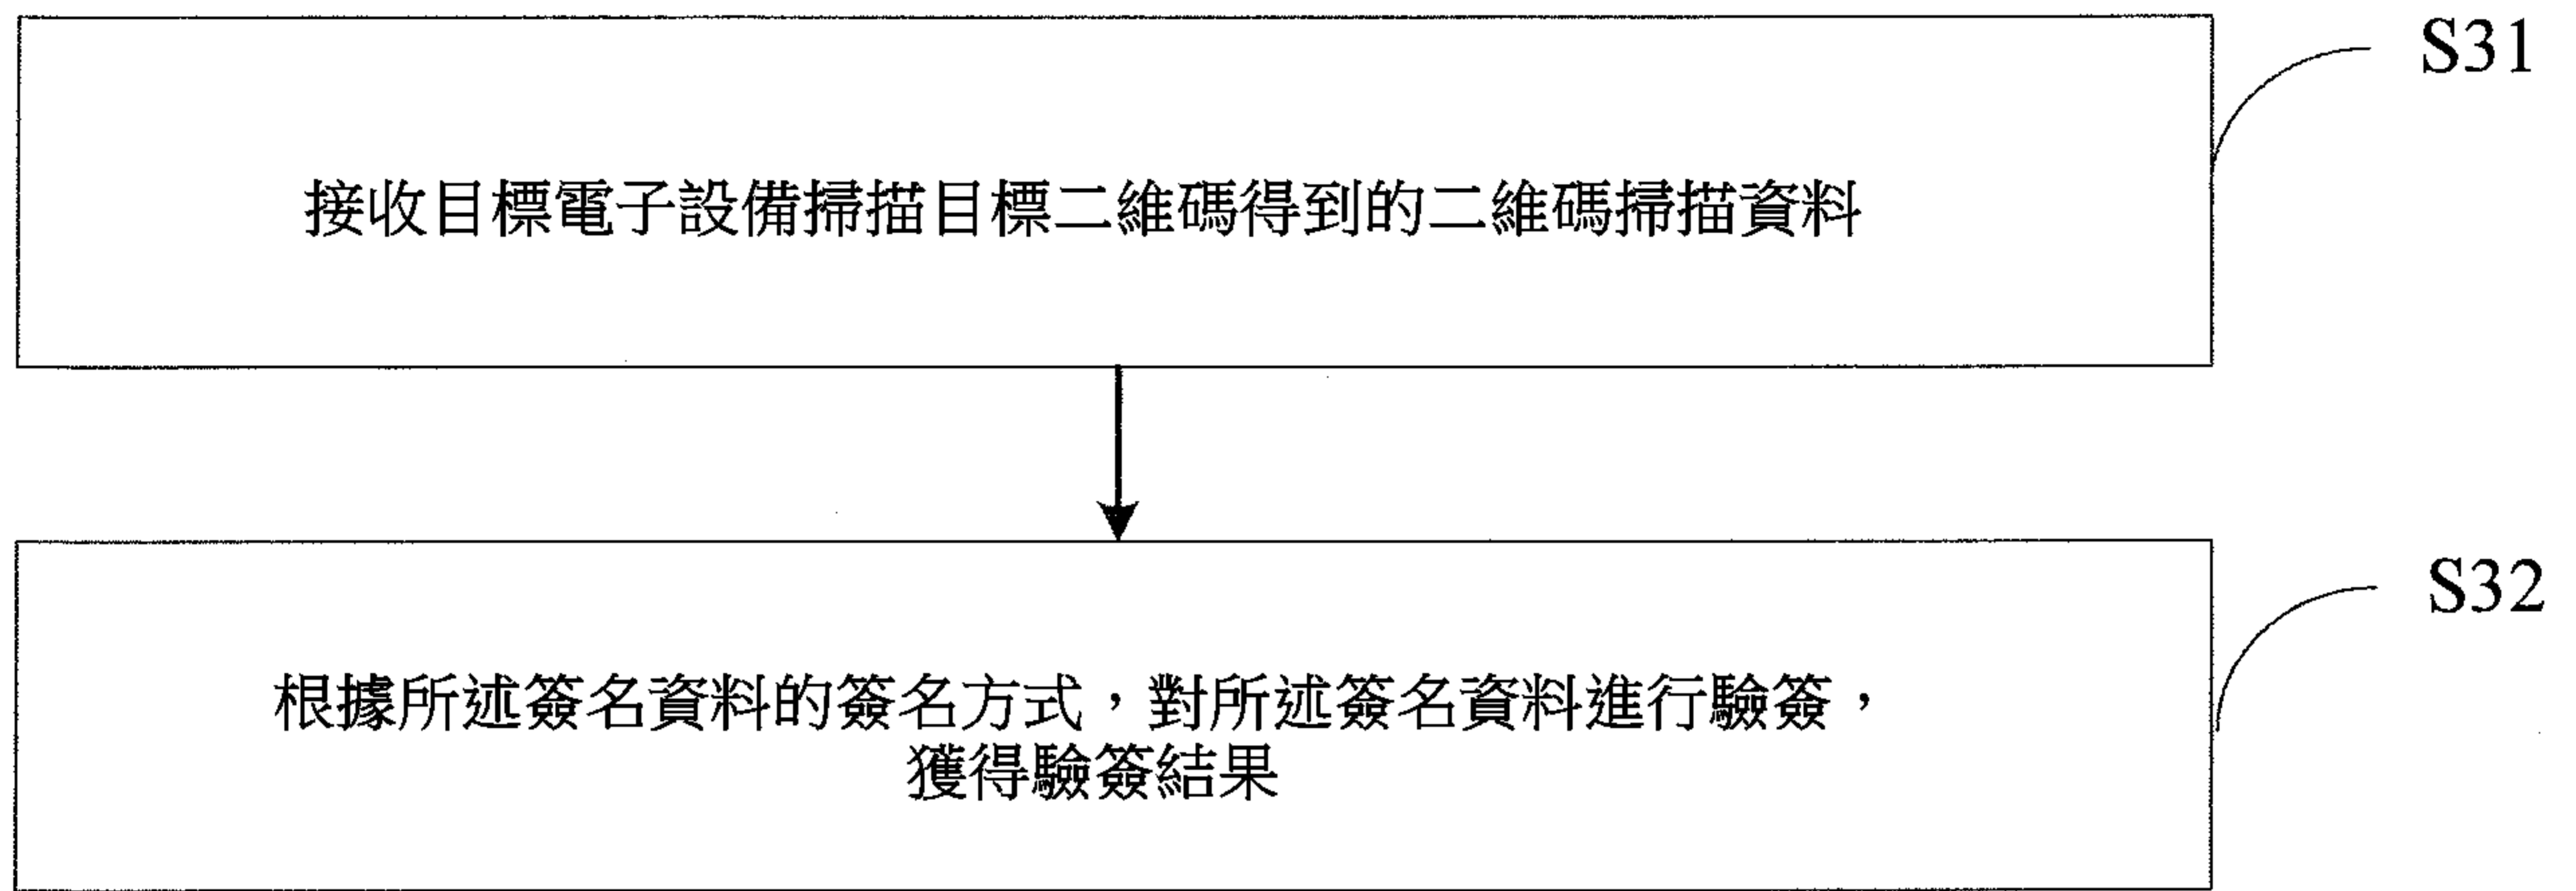 S31
接收目標電子設備掃描目標二維碼得到的二維碼掃描資料
S32
根據所述簽名資料的簽名方式，對所述簽名資料進行驗簽，
獲得驗簽結果